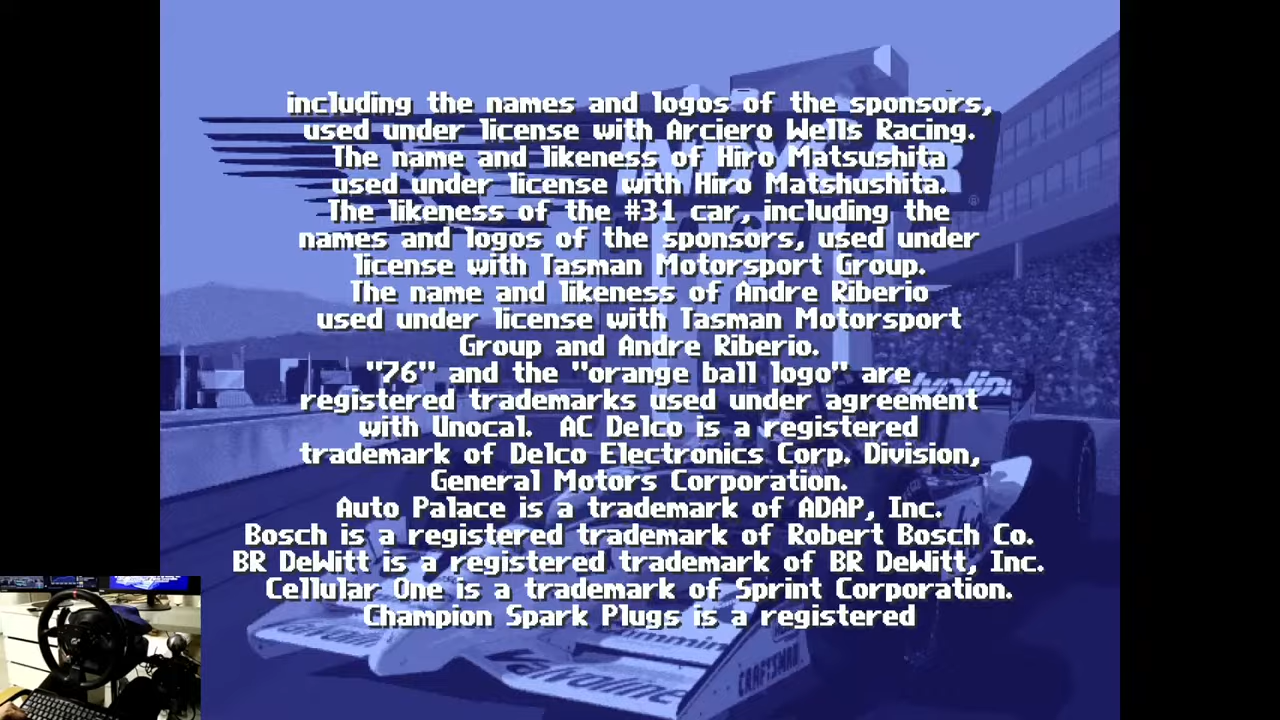 including the names and logos of the sponsors,
used under license with Arciero Wells Racing.
The name and likeness of Hiro Matsushita
used under license with Hiro Matshushita.
The likeness of the #31 car, including the
names and logos of the sponsors, used under
license with Tasman Motorsport Group.
The name and likeness of Andre Riberio
used under license with Tasman Motorsport
Group and Andre Riberio.
"76" and the "orange ball logo" are
registered trademarks used under agreement
with Unocal.  AC Delco is a registered
trademark of Delco Electronics Corp. Division,
General Motors Corporation.
Auto Palace is a trademark of ADAP, Inc.
Bosch is a registered trademark of Robert Bosch Co.
BR DeWitt is a registered trademark of BR DeWitt, Inc.
Cellular One is a trademark of Sprint Corporation.
Champion Spark Plugs is a registered
INDYCAR
®
Valvoline
Valvoline
Cummins
Valvoline
CRAFTSMAN